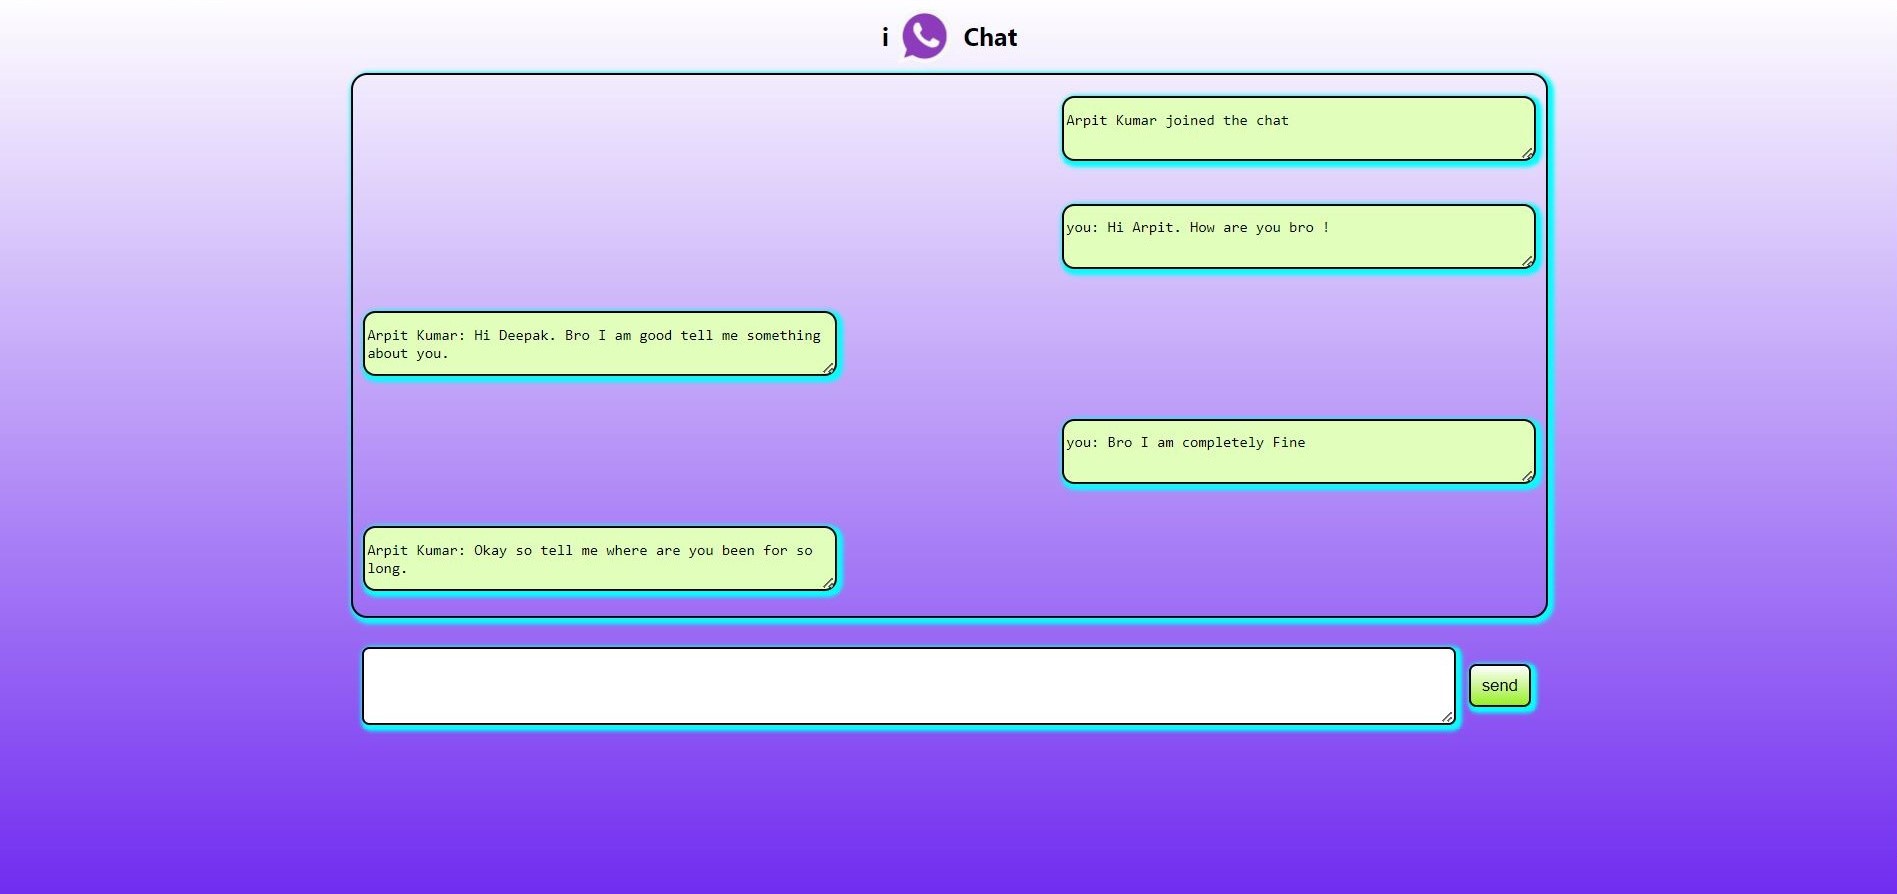 i Chat
Arpit Kumar joined the chat
you: Hi Arpit. How are you bro !
Arpit Kumar: Hi Deepak. Bro I am good tell me something
about you.
you: Bro I am completely Fine
Arpit Kumar: Okay so tell me where are you been for so
long.
send